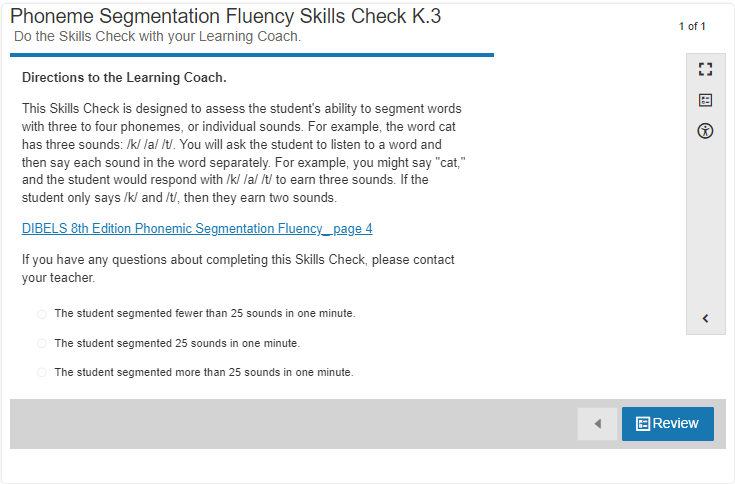 Phoneme Segmentation Fluency Skills Check K.3
Do the Skills Check with your Learning Coach.
1 of 1
Directions to the Learning Coach.
This Skills Check is designed to assess the student's ability to segment words
with three to four phonemes, or individual sounds. For example, the word cat
has three sounds: /k/ /a/ /t/. You will ask the student to listen to a word and
then say each sound in the word separately. For example, you might say "cat,"
and the student would respond with /k/ /a/ /t/ to earn three sounds. If the
student only says /k/ and /t/, then they earn two sounds.
DIBELS 8th Edition Phonemic Segmentation Fluency_ page 4
If you have any questions about completing this Skills Check, please contact
your teacher.
The student segmented fewer than 25 sounds in one minute.
The student segmented 25 sounds in one minute.
The student segmented more than 25 sounds in one minute.
Review